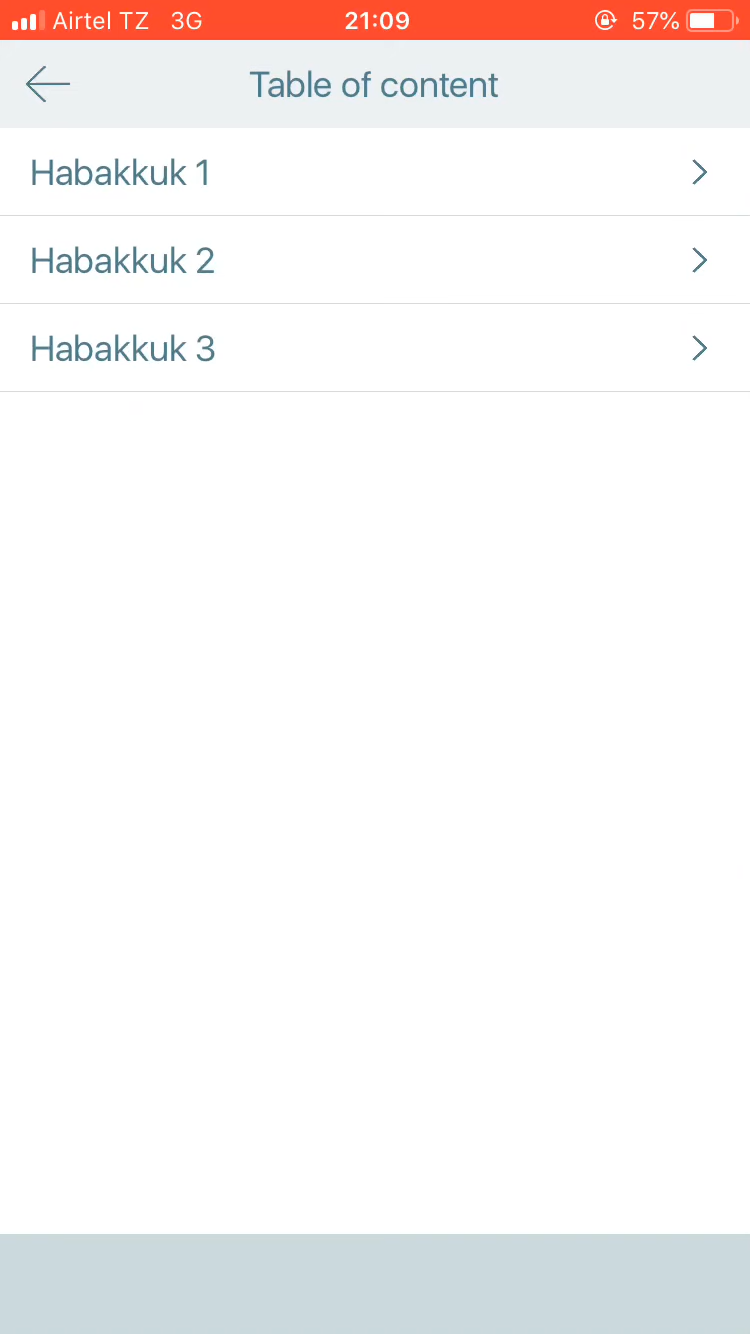 Airtel TZ 3G 21:09 57%
Table of content
Habakkuk 1
Habakkuk 2
Habakkuk 3